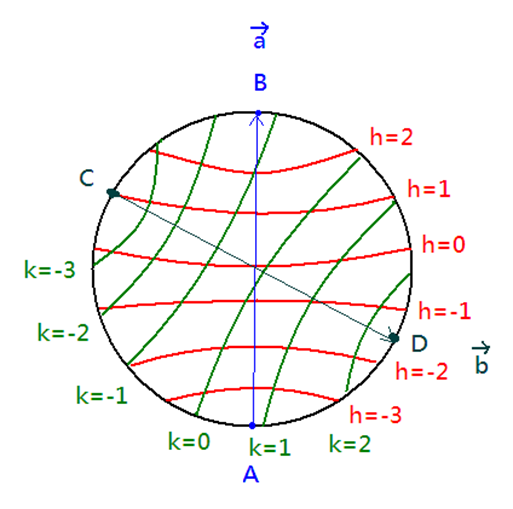 a
B
h=2
C
h=1
h=0
k=-3
h=-1
k=-2
D
b
h=-2
k=-1
h=-3
k=0
k=1
k=2
A